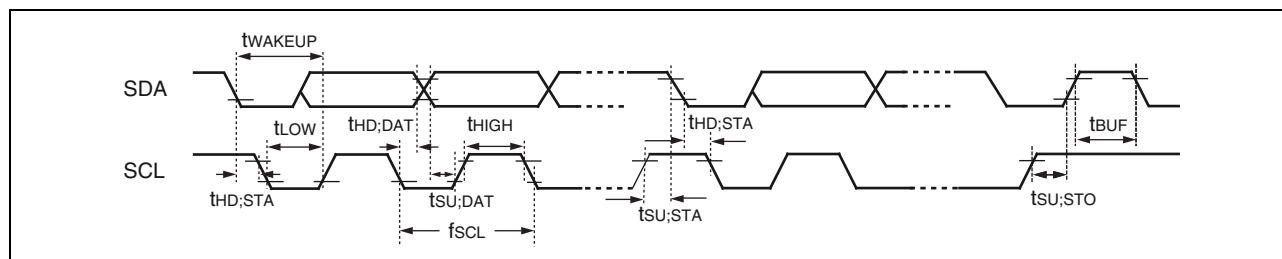 tWAKEUP
SDA
tLOW
tHD;DAT
tHIGH
tHD;STA
tBUF
SCL
tHD;STA
tSU;DAT
tSU;STA
tSU;STO
fSCL